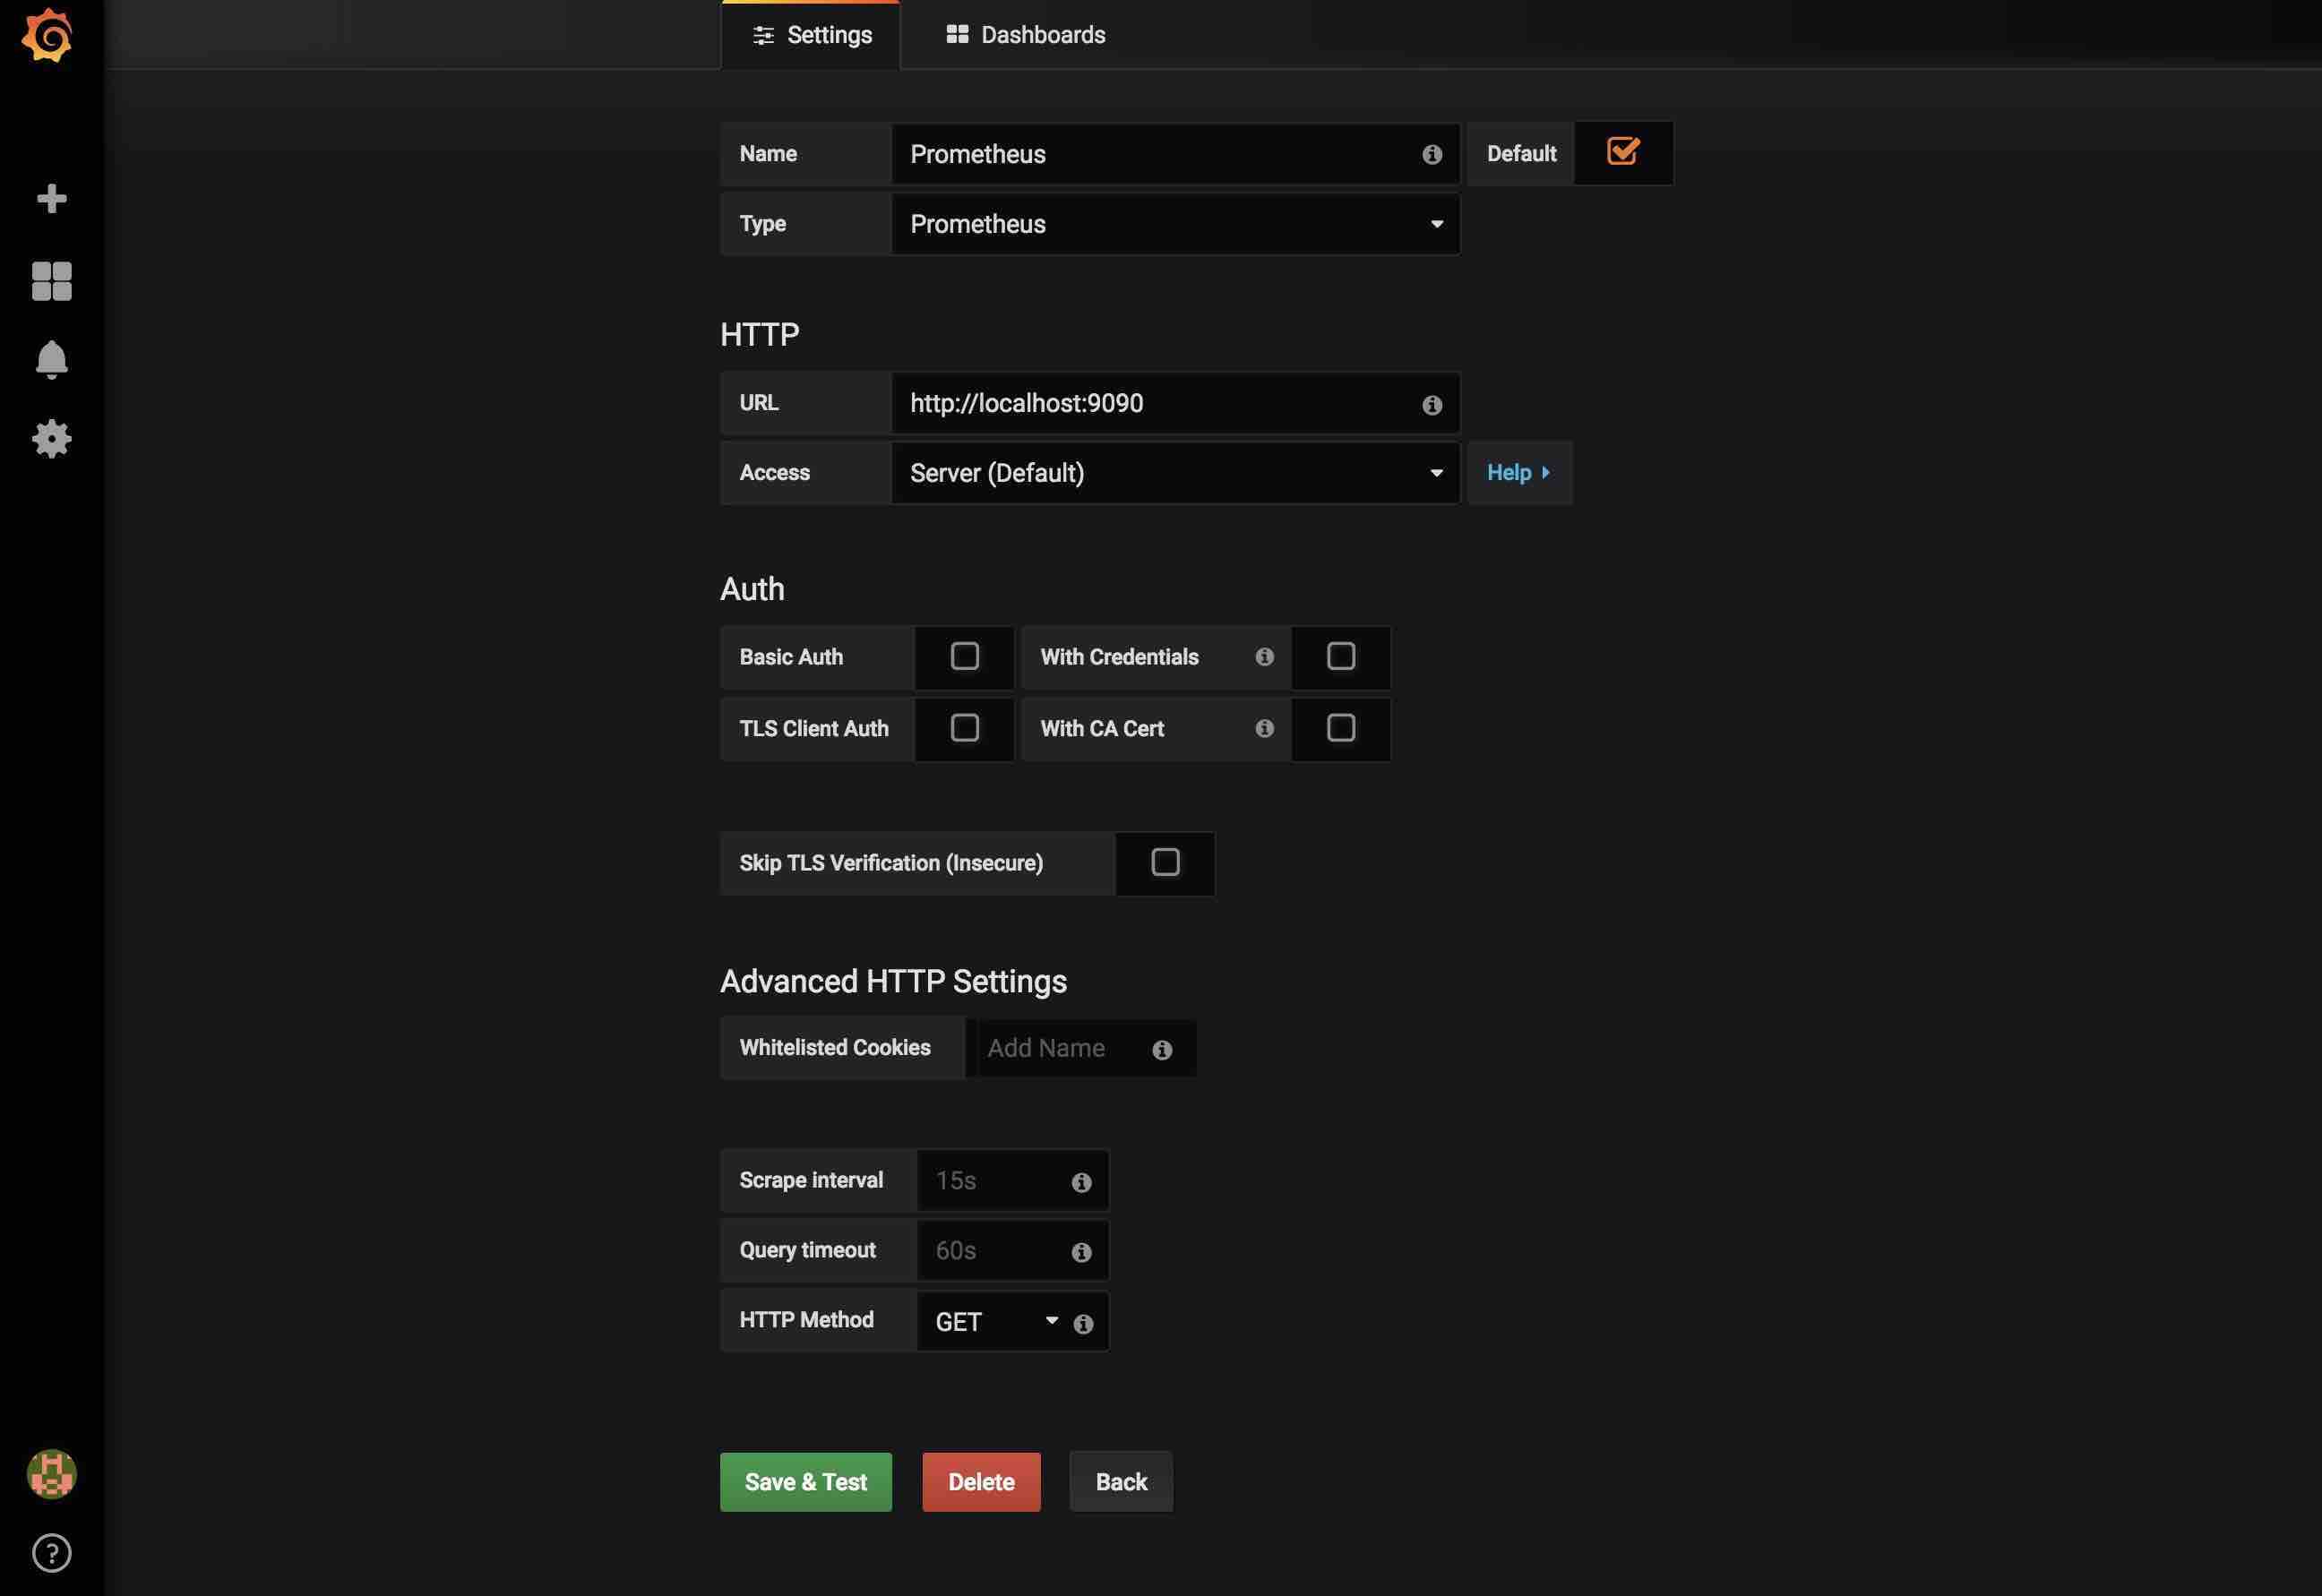 Settings Dashboards
Name Prometheus Default
Type Prometheus
HTTP
URL http://localhost:9090
Access Server (Default) Help
Auth
Basic Auth With Credentials
TLS Client Auth With CA Cert
Skip TLS Verification (Insecure)
Advanced HTTP Settings
Whitelisted Cookies Add Name
Scrape interval 15s
Query timeout 60s
HTTP Method GET
Save & Test Delete Back